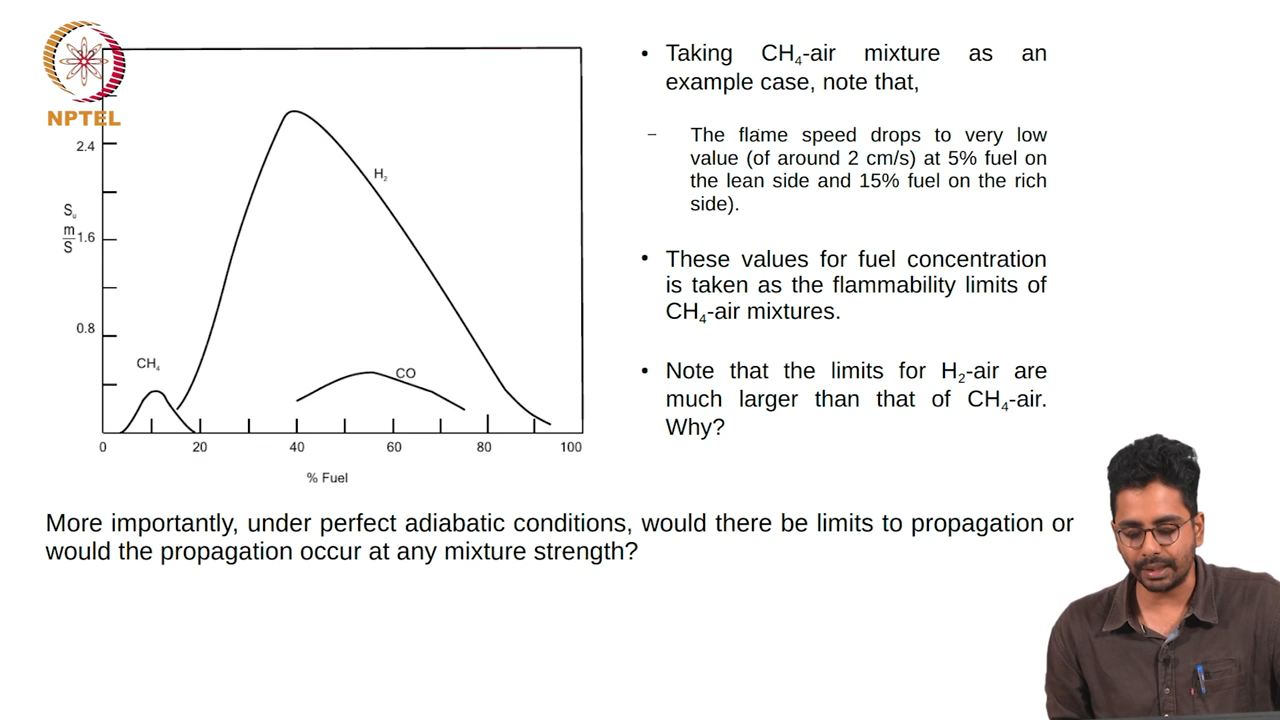 NPTEL
2.4
S_u
m
S
1.6
0.8
CH₄
H₂
CO
0
20
40
60
80
100
% Fuel
• Taking CH₄-air mixture as an
example case, note that,
– The flame speed drops to very low
value (of around 2 cm/s) at 5% fuel on
the lean side and 15% fuel on the rich
side).
• These values for fuel concentration
is taken as the flammability limits of
CH₄-air mixtures.
• Note that the limits for H₂-air are
much larger than that of CH₄-air.
Why?
More importantly, under perfect adiabatic conditions, would there be limits to propagation or
would the propagation occur at any mixture strength?